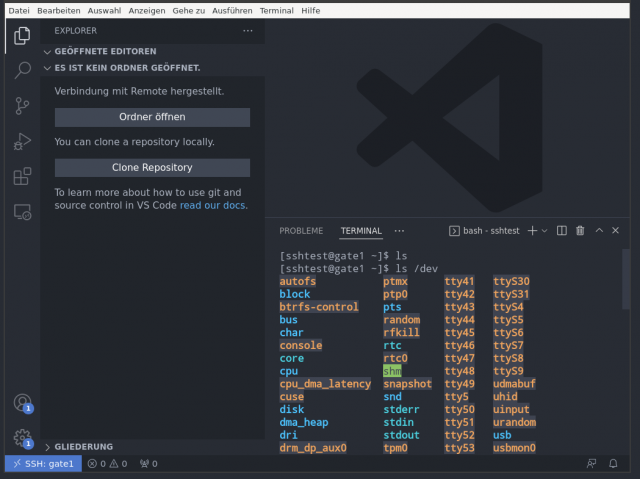 Datei Bearbeiten Auswahl Anzeigen Gehe zu Ausführen Terminal Hilfe
EXPLORER ···
GEÖFFNETE EDITOREN
ES IST KEIN ORDNER GEÖFFNET.
Verbindung mit Remote hergestellt.
Ordner öffnen
You can clone a repository locally.
Clone Repository
To learn more about how to use git and
source control in VS Code read our docs.
GLIEDERUNG
1
1
PROBLEME TERMINAL ··· bash - sshtest
[sshtest@gate1 ~]$ ls
[sshtest@gate1 ~]$ ls /dev
autofs ptmx tty41 ttyS30
block ptp0 tty42 ttyS31
btrfs-control pts tty43 ttyS4
bus random tty44 ttyS5
char rfkill tty45 ttyS6
console rtc tty46 ttyS7
core rtc0 tty47 ttyS8
cpu shm tty48 ttyS9
cpu_dma_latency snapshot tty49 udmabuf
cuse snd tty5 uhid
disk stderr tty50 uinput
dma_heap stdin tty51 urandom
dri stdout tty52 usb
drm_dp_aux0 tpm0 tty53 usbmon0
SSH: gate1 0 0 0